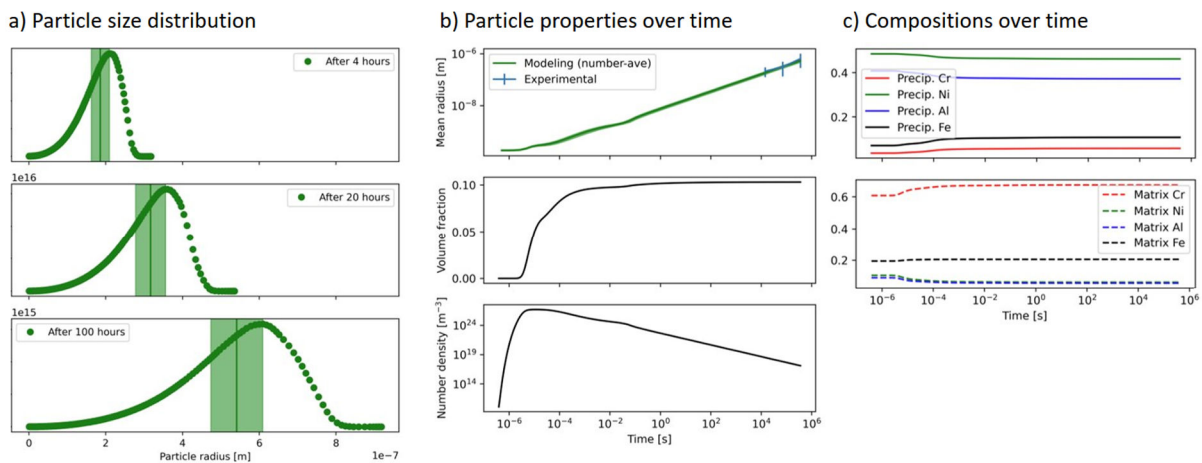 a) Particle size distribution
After 4 hours
1e16
After 20 hours
1e15
After 100 hours
0 2 4 6 8
1e−7
Particle radius [m]
b) Particle properties over time
Modeling (number-ave)
Experimental
10⁻⁶
10⁻⁸
Mean radius [m]
0.10
0.05
0.00
Volume fraction
10²⁴
10¹⁹
10¹⁴
Number density [m⁻³]
10⁻⁶ 10⁻⁴ 10⁻² 10⁰ 10² 10⁴ 10⁶
Time [s]
c) Compositions over time
0.4
0.2
Precip. Cr
Precip. Ni
Precip. Al
Precip. Fe
0.6
0.4
0.2
Matrix Cr
Matrix Ni
Matrix Al
Matrix Fe
10⁻⁶ 10⁻⁴ 10⁻² 10⁰ 10² 10⁴ 10⁶
Time [s]